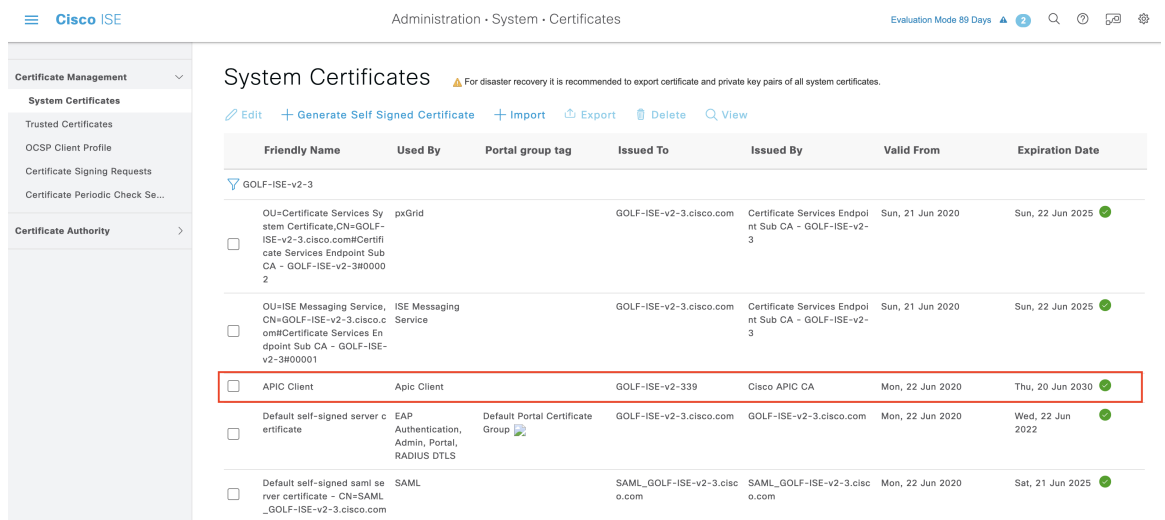 Cisco ISE
Administration · System · Certificates
Evaluation Mode 89 Days
2
Certificate Management
System Certificates
Trusted Certificates
OCSP Client Profile
Certificate Signing Requests
Certificate Periodic Check Se...
Certificate Authority
System Certificates
For disaster recovery it is recommended to export certificate and private key pairs of all system certificates.
Edit
Generate Self Signed Certificate
Import
Export
Delete
View
Friendly Name Used By Portal group tag Issued To Issued By Valid From Expiration Date
GOLF-ISE-v2-3
OU=Certificate Services Sy pxGrid GOLF-ISE-v2-3.cisco.com Certificate Services Endpoi Sun, 21 Jun 2020 Sun, 22 Jun 2025
stem Certificate,CN=GOLF- nt Sub CA - GOLF-ISE-v2-
ISE-v2-3.cisco.com#Certifi 3
cate Services Endpoint Sub
CA - GOLF-ISE-v2-3#0000
2
OU=ISE Messaging Service, ISE Messaging GOLF-ISE-v2-3.cisco.com Certificate Services Endpoi Sun, 21 Jun 2020 Sun, 22 Jun 2025
CN=GOLF-ISE-v2-3.cisco.c Service nt Sub CA - GOLF-ISE-v2-
om#Certificate Services En 3
dpoint Sub CA - GOLF-ISE-
v2-3#00001
APIC Client Apic Client GOLF-ISE-v2-339 Cisco APIC CA Mon, 22 Jun 2020 Thu, 20 Jun 2030
Default self-signed server c EAP Default Portal Certificate GOLF-ISE-v2-3.cisco.com GOLF-ISE-v2-3.cisco.com Mon, 22 Jun 2020 Wed, 22 Jun
ertificate Authentication, Group 2022
Admin, Portal,
RADIUS DTLS
Default self-signed saml se SAML SAML_GOLF-ISE-v2-3.cisc SAML_GOLF-ISE-v2-3.cisc Mon, 22 Jun 2020 Sat, 21 Jun 2025
rver certificate - CN=SAML o.com o.com
_GOLF-ISE-v2-3.cisco.com